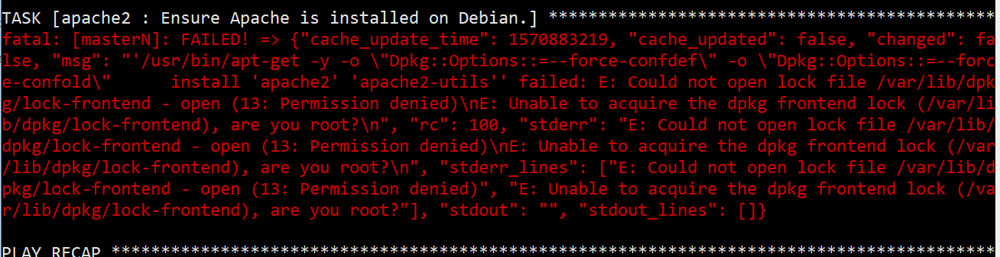 TASK [apache2 : Ensure Apache is installed on Debian.] *********************************************
fatal: [masterN]: FAILED! => {"cache_update_time": 1570883219, "cache_updated": false, "changed": fa
lse, "msg": "'/usr/bin/apt-get -y -o \"Dpkg::Options::=--force-confdef\" -o \"Dpkg::Options::=--forc
e-confold\"      install 'apache2' 'apache2-utils'' failed: E: Could not open lock file /var/lib/dpk
g/lock-frontend - open (13: Permission denied)\nE: Unable to acquire the dpkg frontend lock (/var/li
b/dpkg/lock-frontend), are you root?\n", "rc": 100, "stderr": "E: Could not open lock file /var/lib/
dpkg/lock-frontend - open (13: Permission denied)\nE: Unable to acquire the dpkg frontend lock (/var
/lib/dpkg/lock-frontend), are you root?\n", "stderr_lines": ["E: Could not open lock file /var/lib/d
pkg/lock-frontend - open (13: Permission denied)", "E: Unable to acquire the dpkg frontend lock (/va
r/lib/dpkg/lock-frontend), are you root?"], "stdout": "", "stdout_lines": []}
PLAY RECAP *****************************************************************************************